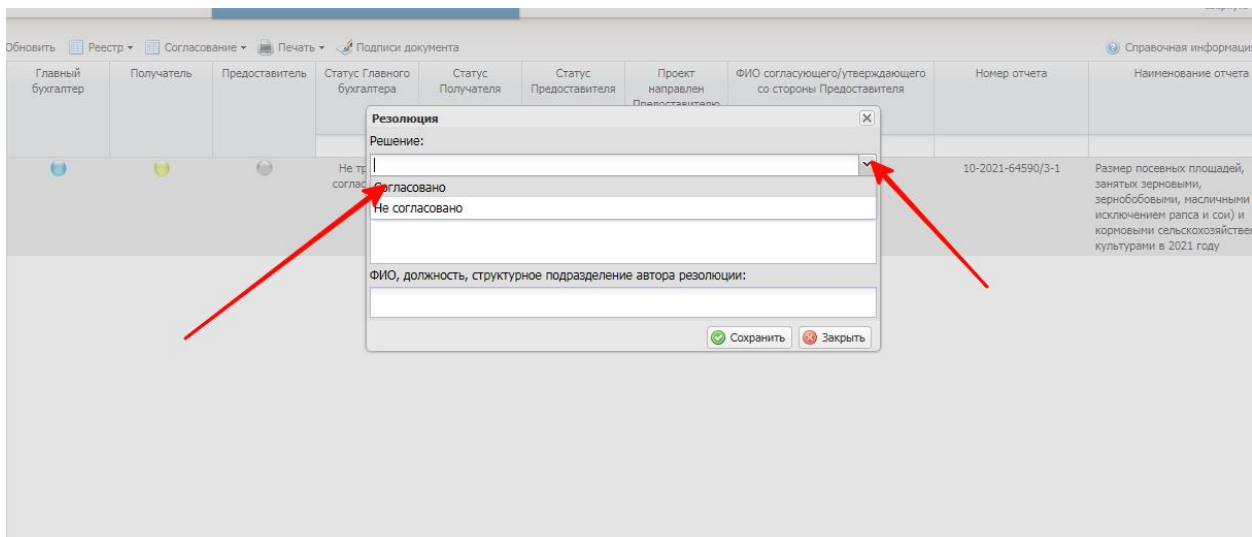 Обновить Реестр Согласование Печать Подписи документа Справочная информация
Главный бухгалтер
Получатель
Предоставитель
Статус Главного бухгалтера
Статус Получателя
Статус Предоставителя
Проект направлен Предоставителю
ФИО согласующего/утверждающего со стороны Предоставителя
Номер отчета
Наименование отчета
Резолюция
Решение:
Согласовано
Не согласовано
ФИО, должность, структурное подразделение автора резолюции:
Сохранить Закрыть
Не
10-2021-64590/3-1
Размер посевных площадей,
занятых зерновыми,
зернобобовыми, масличными
исключением рапса и сои) и
кормовыми
культурами в 2021 году